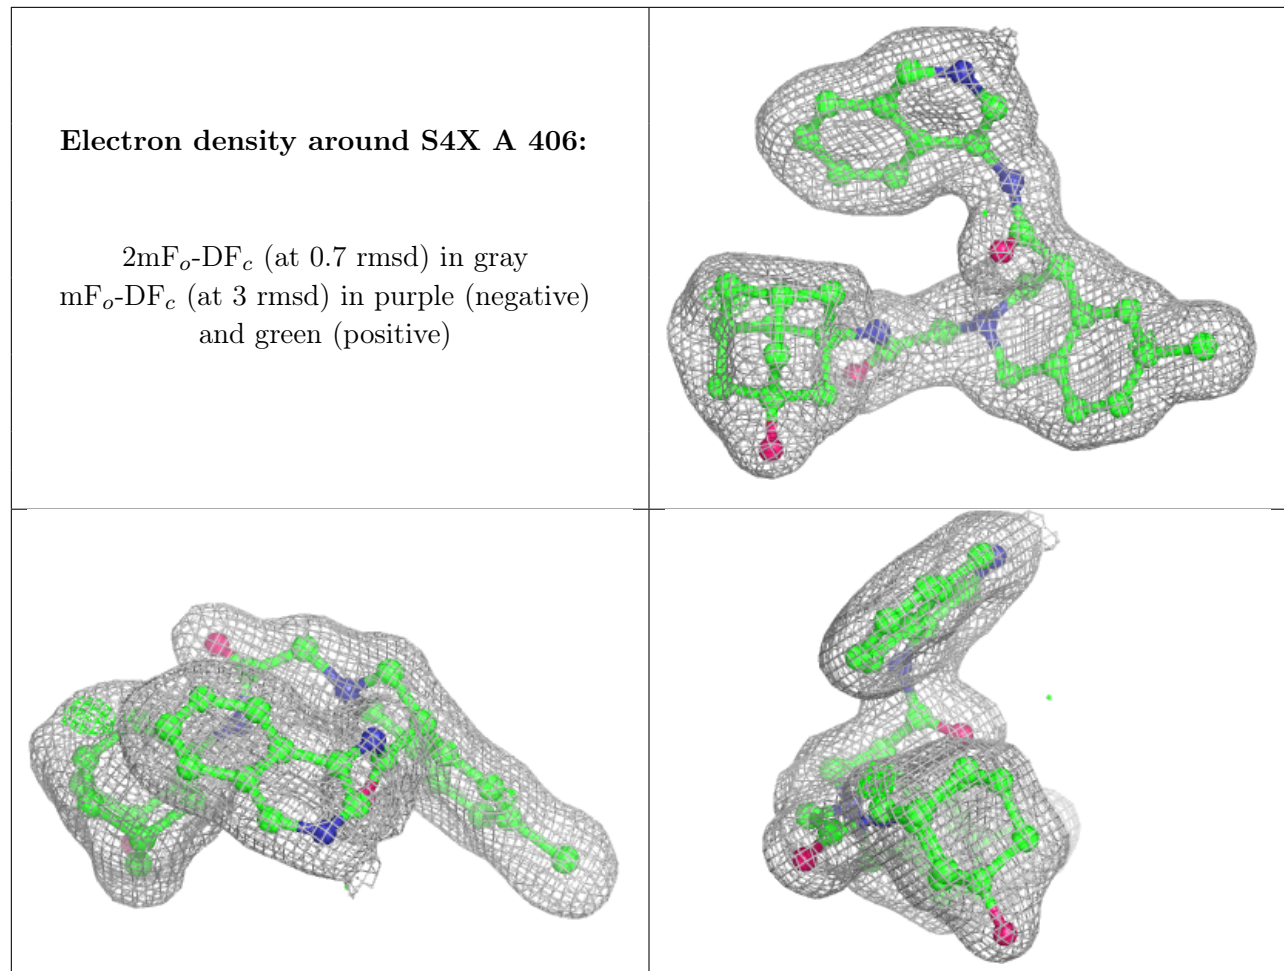 Electron density around S4X A 406:
2mFo-DFc (at 0.7 rmsd) in gray
mFo-DFc (at 3 rmsd) in purple (negative)
and green (positive)